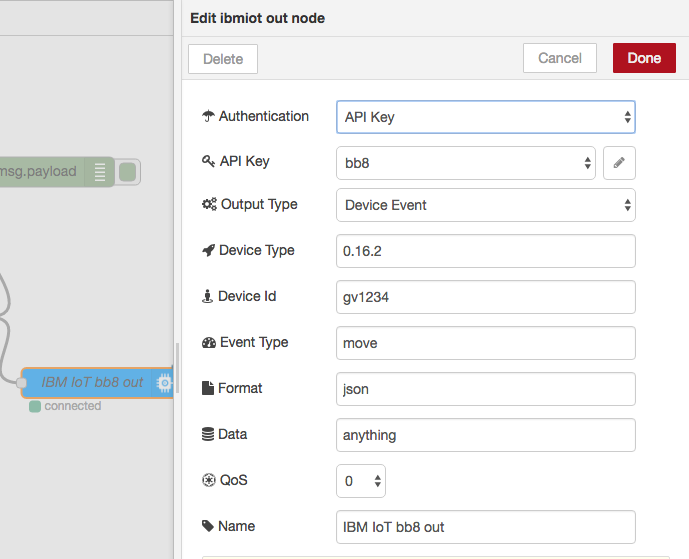 Edit ibmiot out node
Delete
Cancel
Done
Authentication
API Key
API Key
bb8
Output Type
Device Event
Device Type
0.16.2
Device Id
gv1234
Event Type
move
Format
json
Data
anything
QoS
0
Name
IBM IoT bb8 out
msg.payload
IBM IoT bb8 out
connected